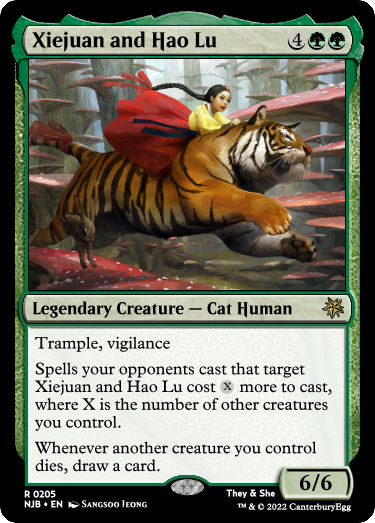 Xiejuan and Hao Lu 4
Legendary Creature — Cat Human
Trample, vigilance
Spells your opponents cast that target
Xiejuan and Hao Lu cost X more to cast,
where X is the number of other creatures
you control.
Whenever another creature you control
dies, draw a card.
6/6
R 0205
NJB • EN Sangsoo Jeong
They & She
™ & © 2022 CanterburyEgg